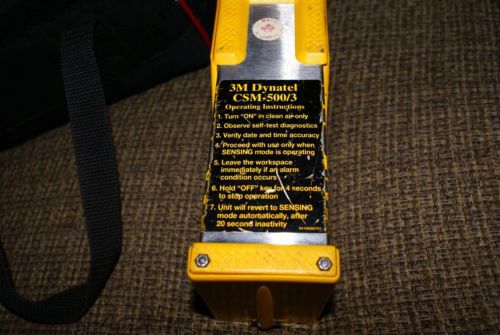 3M Dynatel
CSM-500/3
Operating Instructions
1. Turn "ON" in clean air only
2. Observe self-test diagnostics
3. Verify date and time accuracy
4. Proceed with use only when
SENSING mode is operating
5. Leave the workspace
immediately if an alarm
condition occurs
6. Hold "OFF" key for 4 seconds
to stop operation
7. Unit will revert to SENSING
mode automatically, after
20 second inactivity